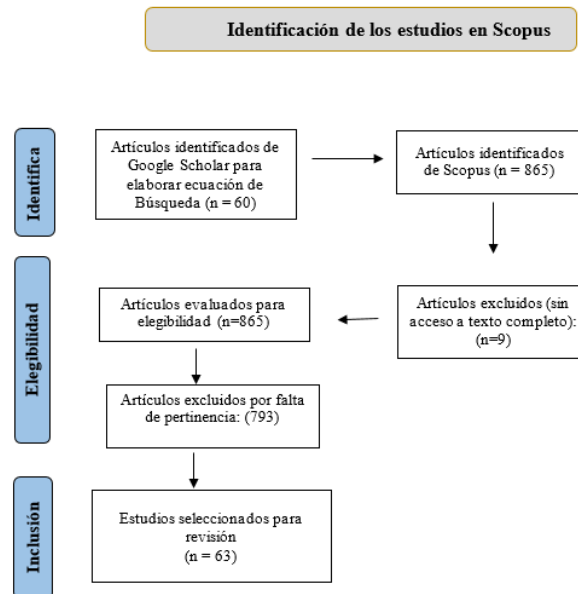 Identificación de los estudios en Scopus
Identifica
Artículos identificados de
Google Scholar para
elaborar ecuación de
Búsqueda (n = 60)
Artículos identificados
de Scopus (n = 865)
Elegibilidad
Artículos evaluados para
elegibilidad (n=865)
Artículos excluidos (sin
acceso a texto completo):
(n=9)
Artículos excluidos por falta
de pertinencia: (793)
Inclusión
Estudios seleccionados para
revisión
(n = 63)